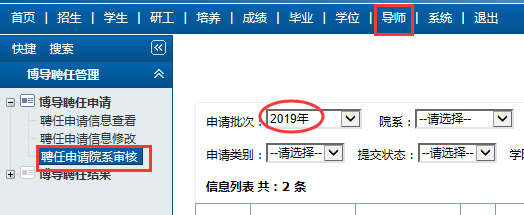 首页 | 招生 | 学生 | 研工 | 培养 | 成绩 | 毕业 | 学位 | 导师 | 系统 | 退出
快捷 搜索
博导聘任管理
博导聘任申请
聘任申请信息查看
聘任申请信息修改
聘任申请院系审核
博导聘任结果
申请批次：2019年 院系：--请选择--
申请类别：--请选择-- 提交状态：--请选择--
信息列表 共：2 条